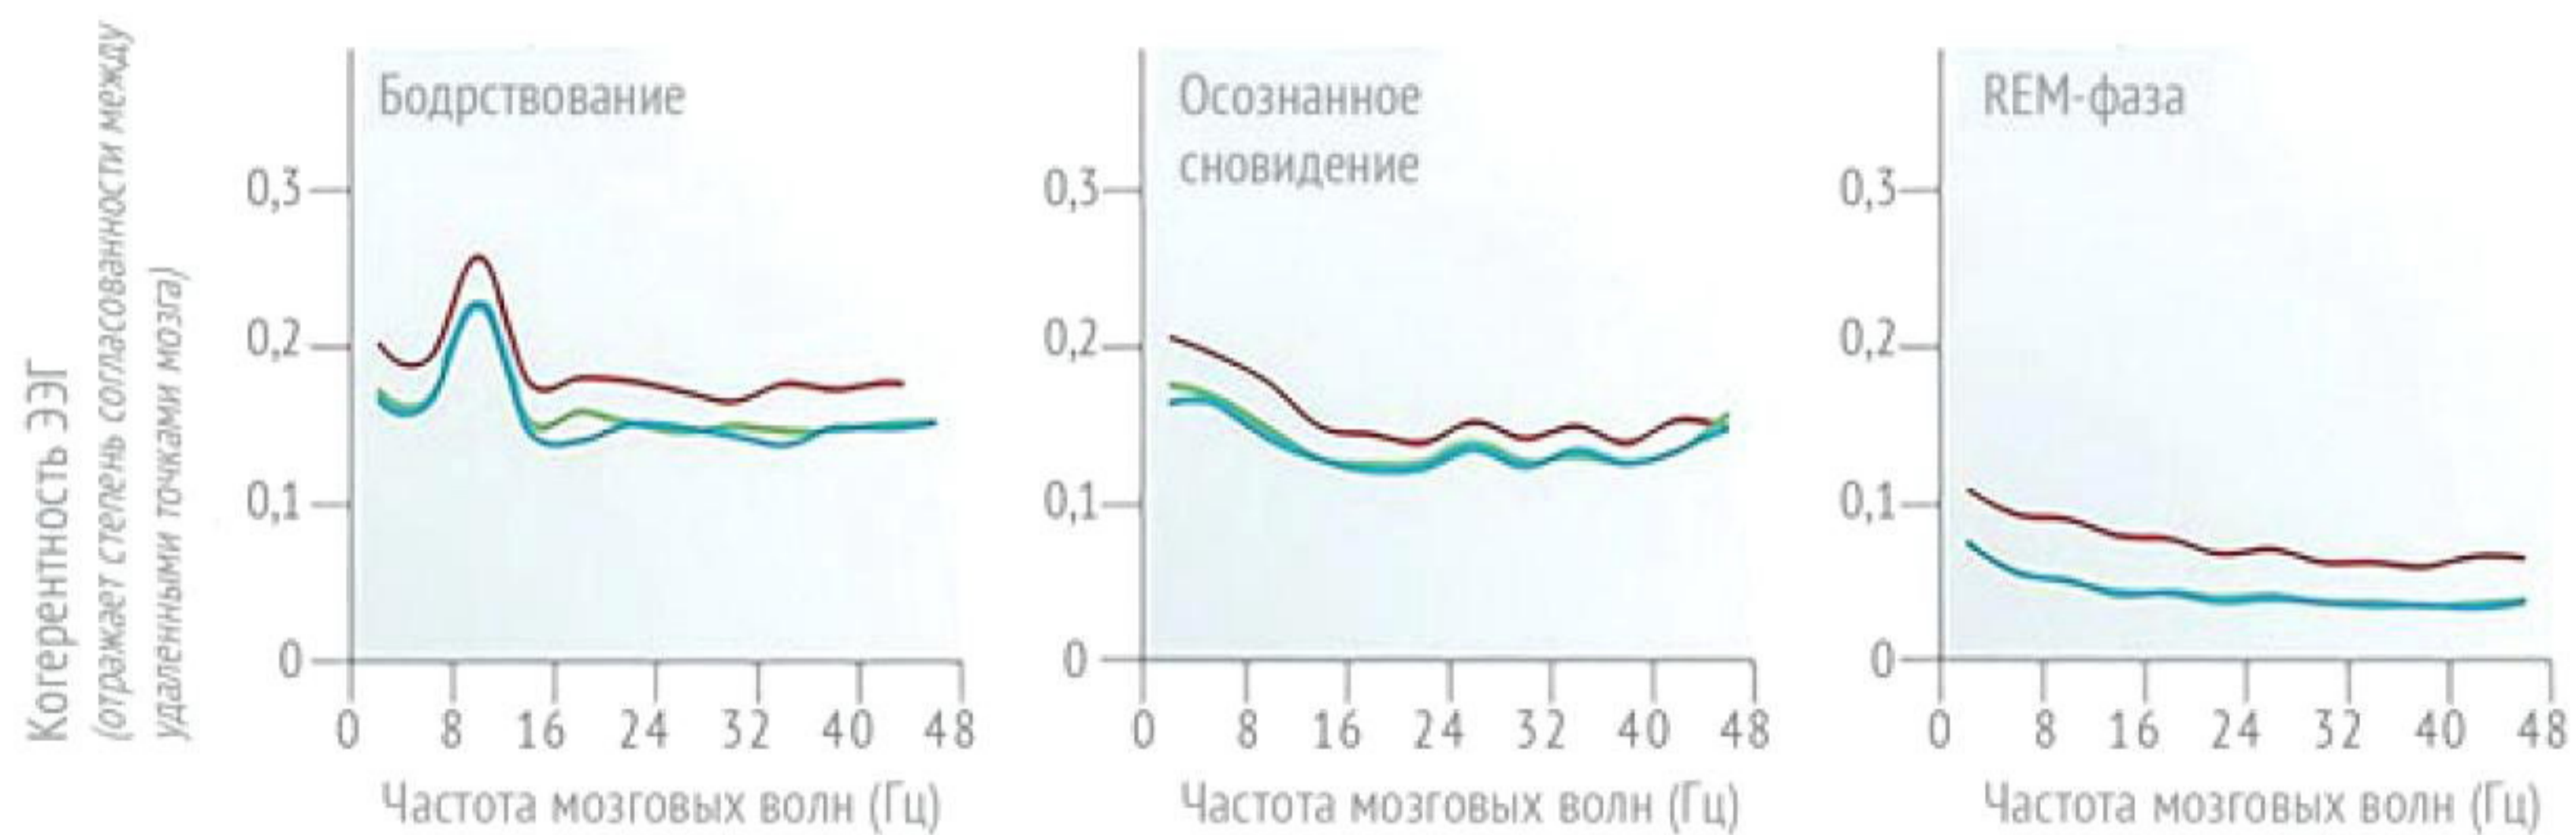 Когерентность ЭЭГ
(отражает степень согласованности между
удаленными точками мозга)
Бодрствование
0,3
0,2
0,1
0
0 8 16 24 32 40 48
Частота мозговых волн (Гц)
Осознанное
сновидение
0,3
0,2
0,1
0
0 8 16 24 32 40 48
Частота мозговых волн (Гц)
REM-фаза
0,3
0,2
0,1
0
0 8 16 24 32 40 48
Частота мозговых волн (Гц)